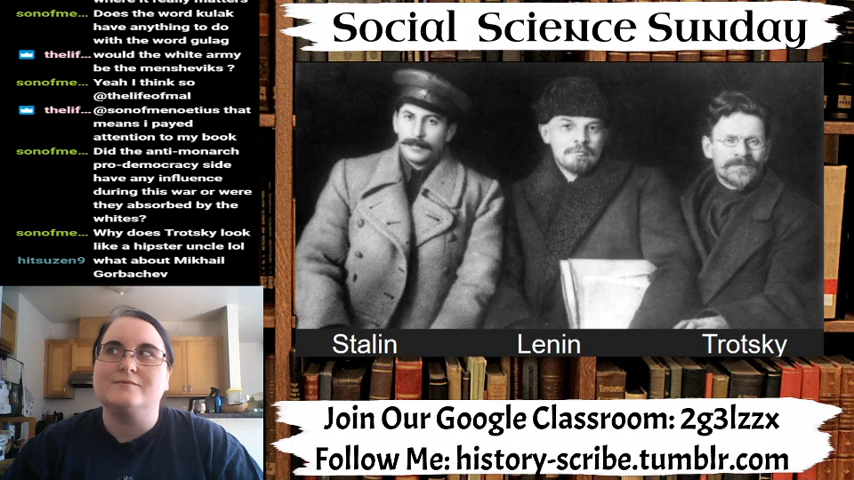 where it really matters
sonofme... Does the word kulak
have anything to do
with the word gulag
thelif... would the white army
be the mensheviks ?
sonofme... Yeah I think so
@thelifeofmal
thelif... @sonofmenoetius that
means i payed
attention to my book
sonofme... Did the anti-monarch
pro-democracy side
have any influence
during this war or were
they absorbed by the
whites?
sonofme... Why does Trotsky look
like a hipster uncle lol
hitsuzen9 what about Mikhail
Gorbachev
Social Science Sunday
Stalin Lenin Trotsky
Join Our Google Classroom: 2g3lzzx
Follow Me: history-scribe.tumblr.com